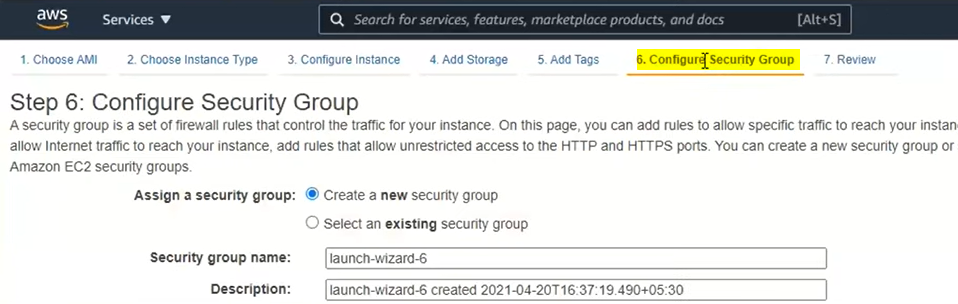 aws Services ▼ Search for services, features, marketplace products, and docs [Alt+S]
1. Choose AMI 2. Choose Instance Type 3. Configure Instance 4. Add Storage 5. Add Tags 6. Configure Security Group 7. Review
Step 6: Configure Security Group
A security group is a set of firewall rules that control the traffic for your instance. On this page, you can add rules to allow specific traffic to reach your
allow Internet traffic to reach your instance, add rules that allow unrestricted access to the HTTP and HTTPS ports. You can create a new security group or
Amazon EC2 security groups.
Assign a security group: Create a new security group
Select an existing security group
Security group name: launch-wizard-6
Description: launch-wizard-6 created 2021-04-20T16:37:19.490+05:30